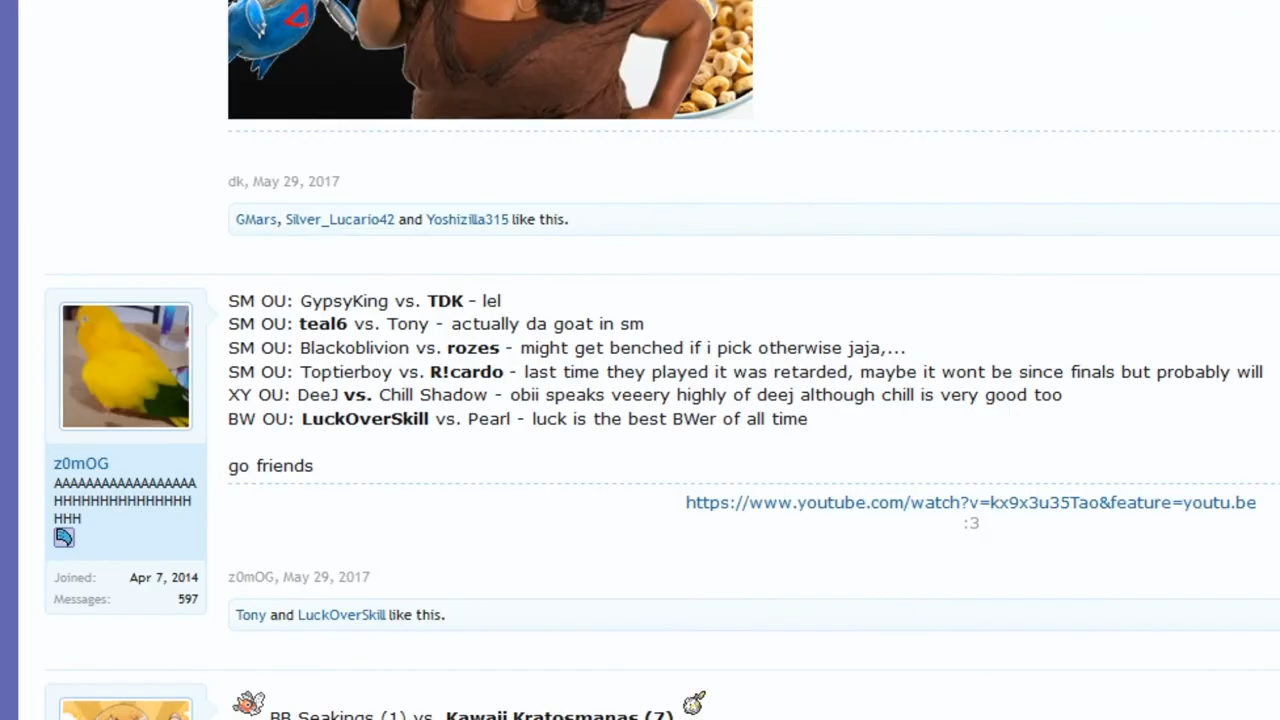 dk, May 29, 2017
GMars, Silver_Lucario42 and Yoshizilla315 like this.
SM OU: GypsyKing vs. TDK - lel
SM OU: teal6 vs. Tony - actually da goat in sm
SM OU: Blackoblivion vs. rozes - might get benched if i pick otherwise jaja,...
SM OU: Toptierboy vs. R!cardo - last time they played it was retarded, maybe it wont be since finals but probably will
XY OU: DeeJ vs. Chill Shadow - obii speaks veeery highly of deej although chill is very good too
BW OU: LuckOverSkill vs. Pearl - luck is the best BWer of all time
go friends
z0mOG
AAAAAAAAAAAAAAAAAA
HHHHHHHHHHHHHHH
HHH
https://www.youtube.com/watch?v=kx9x3u35Tao&feature=youtu.be
:3
Joined: Apr 7, 2014
Messages: 597
z0mOG, May 29, 2017
Tony and LuckOverSkill like this.
BB Seakings (1) vs. Kawaii Kratosmanas (7)